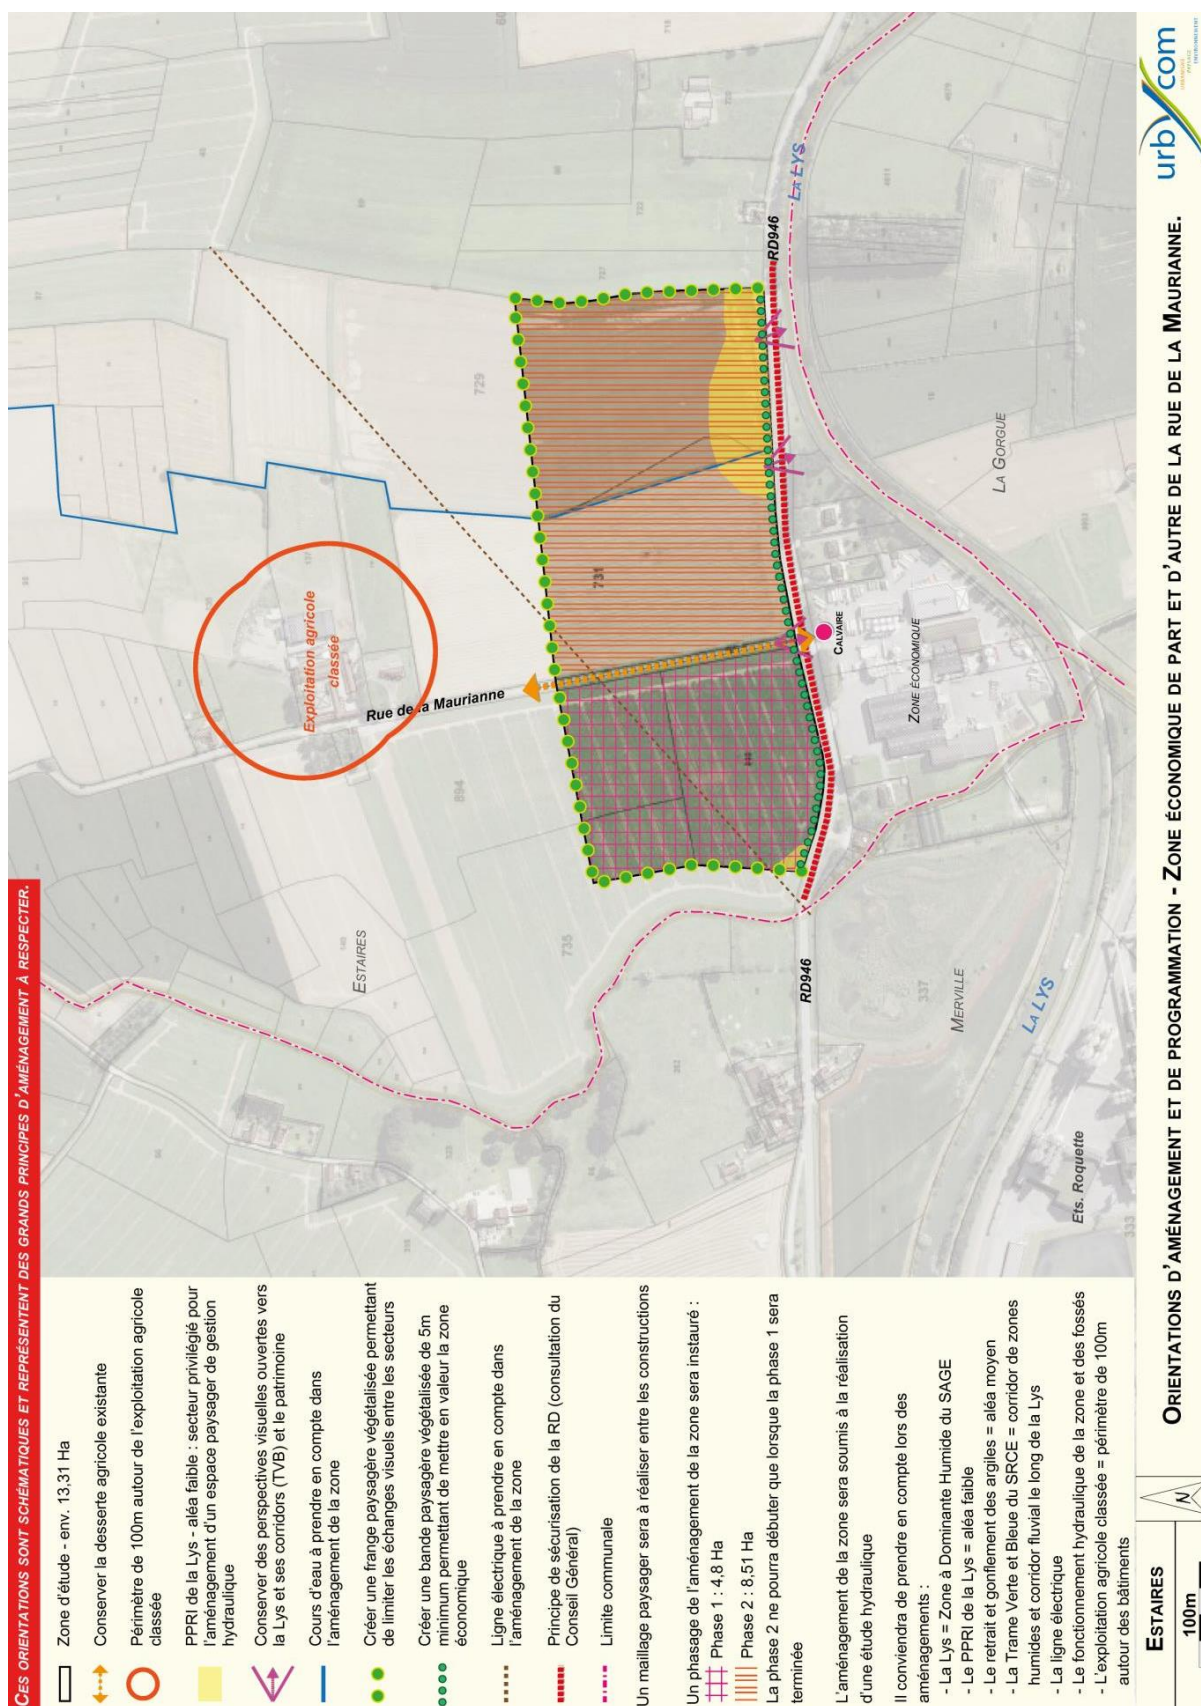 CES ORIENTATIONS SONT SCHÉMATIQUES ET REPRÉSENTENT DES GRANDS PRINCIPES D'AMÉNAGEMENT À RESPECTER.
Zone d'étude - env. 13,31 Ha
Conserver la desserte agricole existante
Périmètre de 100m autour de l'exploitation agricole
classée
PPRI de la Lys - aléa faible : secteur privilégié pour
l'aménagement d'un espace paysager de gestion
hydraulique
Conserver des perspectives visuelles ouvertes vers
la Lys et ses corridors (TVB) et le patrimoine
Cours d'eau à prendre en compte dans
l'aménagement de la zone
Créer une frange paysagère végétalisée permettant
de limiter les échanges visuels entre les secteurs
Créer une bande paysagère végétalisée de 5m
minimum permettant de mettre en valeur la zone
économique
Ligne électrique à prendre en compte dans
l'aménagement de la zone
Principe de sécurisation de la RD (consultation du
Conseil Général)
Limite communale
Un maillage paysager sera à réaliser entre les constructions
Un phasage de l'aménagement de la zone sera instauré :
Phase 1 : 4,8 Ha
Phase 2 : 8,51 Ha
La phase 2 ne pourra débuter que lorsque la phase 1 sera
terminée
L'aménagement de la zone sera soumis à la réalisation
d'une étude hydraulique
Il conviendra de prendre en compte lors des
aménagements :
- La Lys = Zone à Dominante Humide du SAGE
- Le PPRI de la Lys = aléa faible
- Le retrait et gonflement des argiles = aléa moyen
- La Trame Verte et Bleue du SRCE = corridor de zones
humides et corridor fluvial le long de la Lys
- La ligne électrique
- Le fonctionnement hydraulique de la zone et des fossés
- L'exploitation agricole classée = périmètre de 100m
autour des bâtiments
Exploitation agricole
classée
Rue de la Maurianne
ESTAIRES
894
735
729
731
RD946
RD946
LA LYS
LA LYS
CALVAIRE
ZONE ÉCONOMIQUE
LA GORGUE
MERVILLE
337
333
Ets. Roquette
ESTAIRES
100m
N
ORIENTATIONS D'AMÉNAGEMENT ET DE PROGRAMMATION - ZONE ÉCONOMIQUE DE PART ET D'AUTRE DE LA RUE DE LA MAURIANNE.
urbycom
URBANISME
PAYSAGE
ENVIRONNEMENT